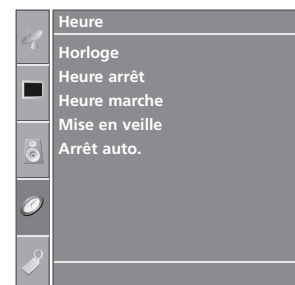 Heure
Horloge
Heure arrêt
Heure marche
Mise en veille
Arrêt auto.